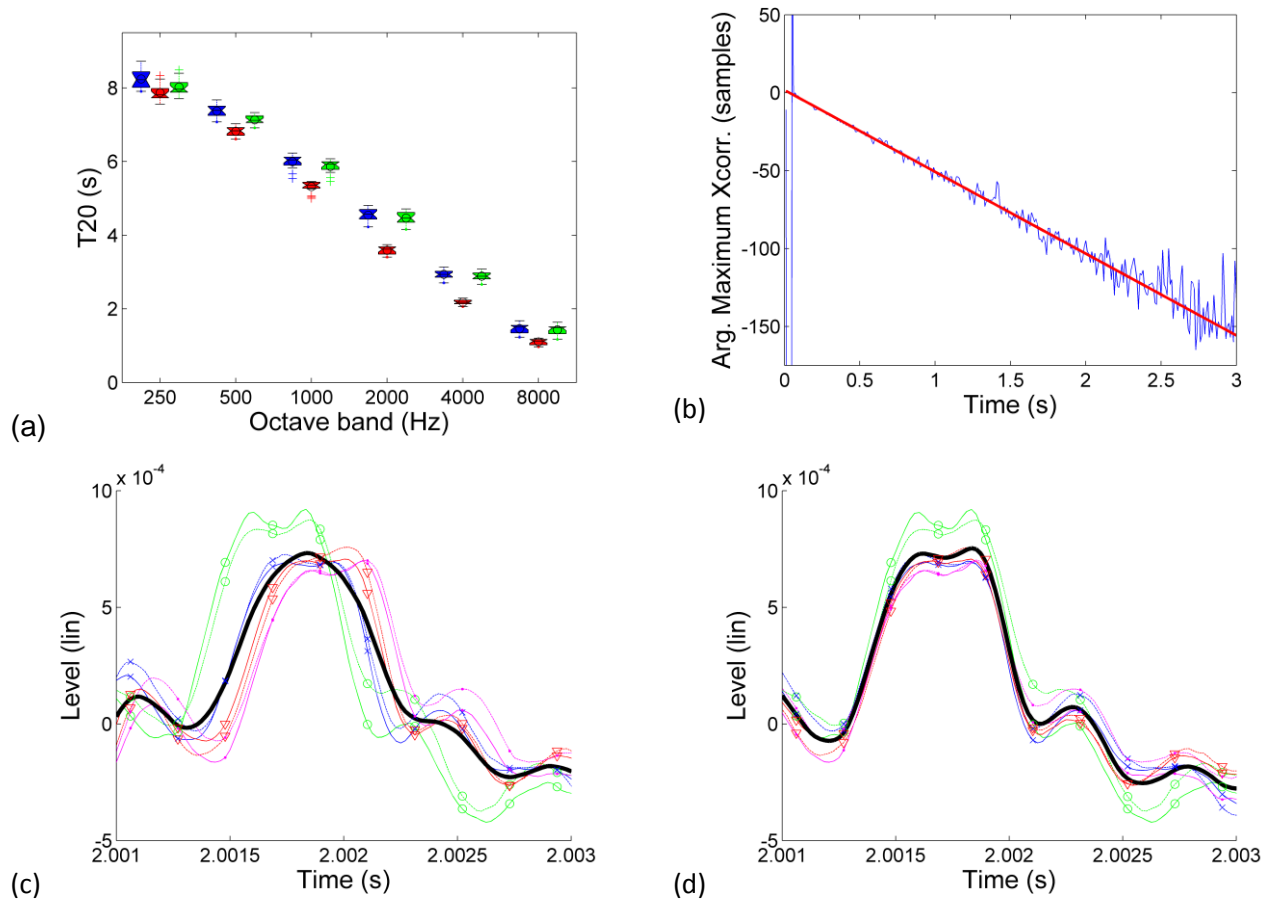 8
6
4
2
0
T20 (s)
250 500 1000 2000 4000 8000
Octave band (Hz)
(a)
50
0
-50
-100
-150
Arg. Maximum Xcorr. (samples)
0 0.5 1 1.5 2 2.5 3
Time (s)
(b)
x 10⁻⁴
10
5
0
-5
Level (lin)
2.001 2.0015 2.002 2.0025 2.003
Time (s)
(c)
x 10⁻⁴
10
5
0
-5
Level (lin)
2.001 2.0015 2.002 2.0025 2.003
Time (s)
(d)